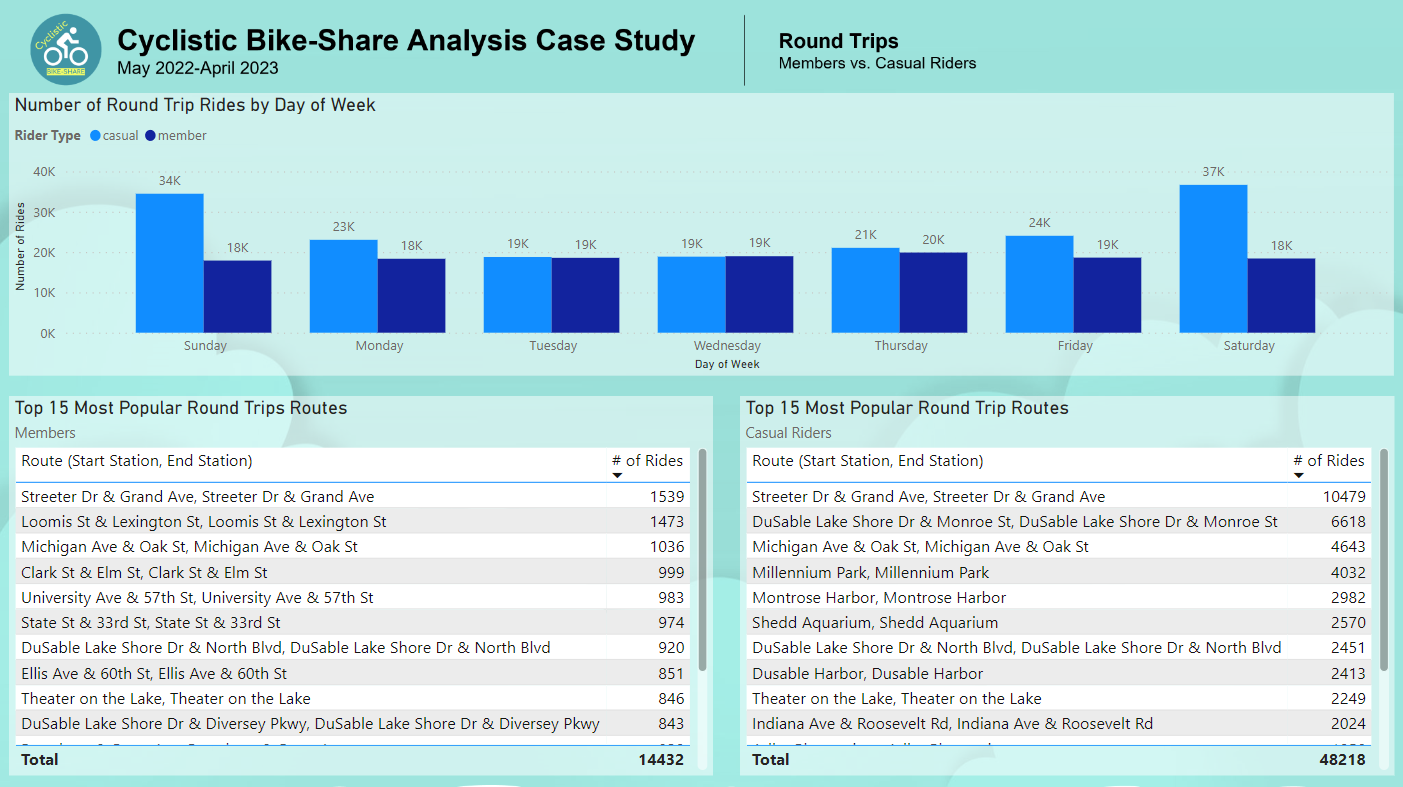 Cyclistic
BIKE-SHARE
Cyclistic Bike-Share Analysis Case Study
May 2022-April 2023
Round Trips
Members vs. Casual Riders
Number of Round Trip Rides by Day of Week
Rider Type casual member
Number of Rides
40K
30K
20K
10K
0K
34K 18K 23K 18K 19K 19K 19K 19K 21K 20K 24K 19K 37K 18K
Sunday Monday Tuesday Wednesday Thursday Friday Saturday
Day of Week
Top 15 Most Popular Round Trips Routes
Members
Route (Start Station, End Station) # of Rides
Streeter Dr & Grand Ave, Streeter Dr & Grand Ave 1539
Loomis St & Lexington St, Loomis St & Lexington St 1473
Michigan Ave & Oak St, Michigan Ave & Oak St 1036
Clark St & Elm St, Clark St & Elm St 999
University Ave & 57th St, University Ave & 57th St 983
State St & 33rd St, State St & 33rd St 974
DuSable Lake Shore Dr & North Blvd, DuSable Lake Shore Dr & North Blvd 920
Ellis Ave & 60th St, Ellis Ave & 60th St 851
Theater on the Lake, Theater on the Lake 846
DuSable Lake Shore Dr & Diversey Pkwy, DuSable Lake Shore Dr & Diversey Pkwy 843
Total 14432
Top 15 Most Popular Round Trip Routes
Casual Riders
Route (Start Station, End Station) # of Rides
Streeter Dr & Grand Ave, Streeter Dr & Grand Ave 10479
DuSable Lake Shore Dr & Monroe St, DuSable Lake Shore Dr & Monroe St 6618
Michigan Ave & Oak St, Michigan Ave & Oak St 4643
Millennium Park, Millennium Park 4032
Montrose Harbor, Montrose Harbor 2982
Shedd Aquarium, Shedd Aquarium 2570
DuSable Lake Shore Dr & North Blvd, DuSable Lake Shore Dr & North Blvd 2451
Dusable Harbor, Dusable Harbor 2413
Theater on the Lake, Theater on the Lake 2249
Indiana Ave & Roosevelt Rd, Indiana Ave & Roosevelt Rd 2024
Total 48218